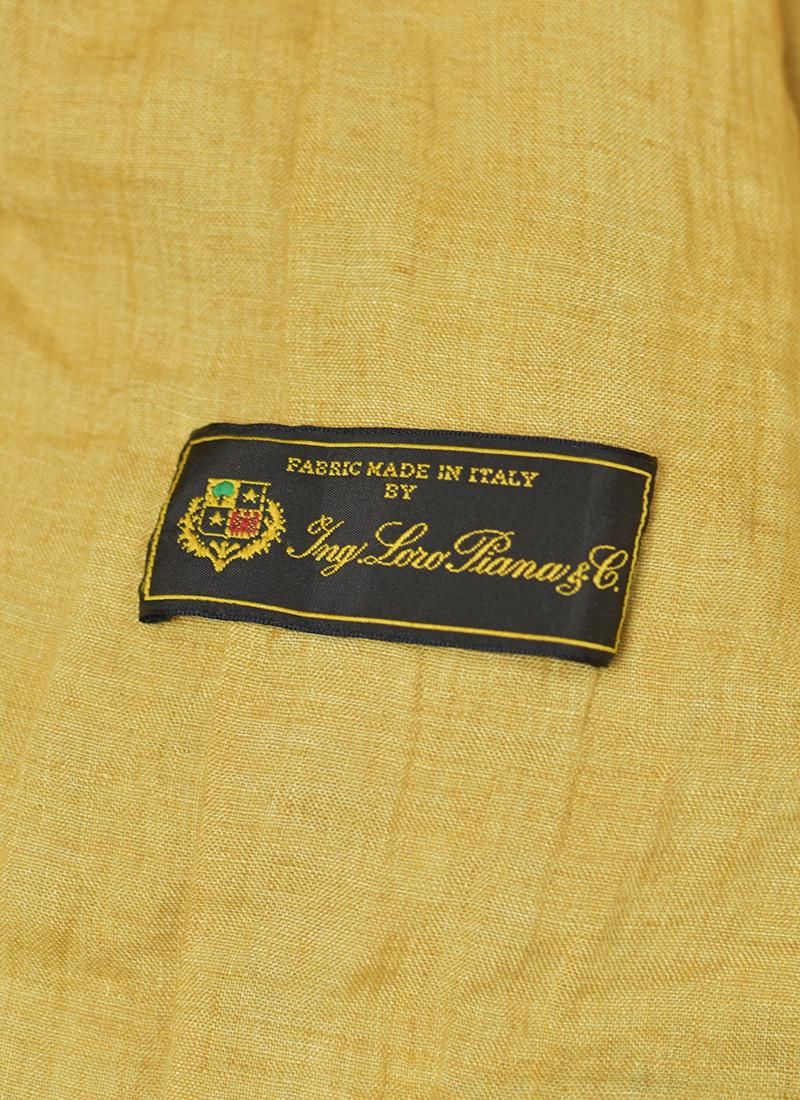 FABRIC MADE IN ITALY
BY
Ing. Loro Piana & C.